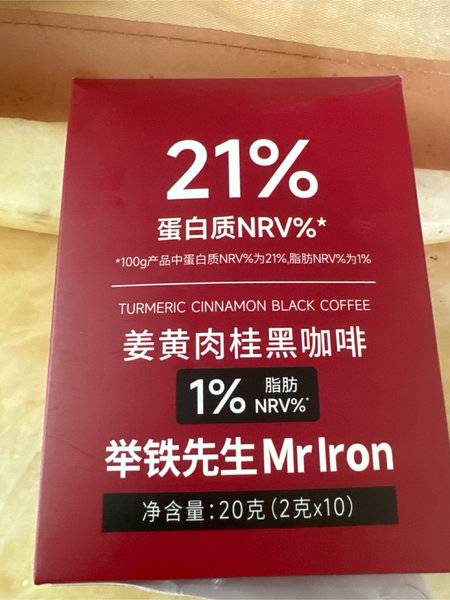 21%
蛋白质NRV%*
*100g产品中蛋白质NRV%为21%,脂肪NRV%为1%
TURMERIC CINNAMON BLACK COFFEE
姜黄肉桂黑咖啡
1% 脂肪
NRV%*
举铁先生 Mr Iron
净含量:20克(2克x10)